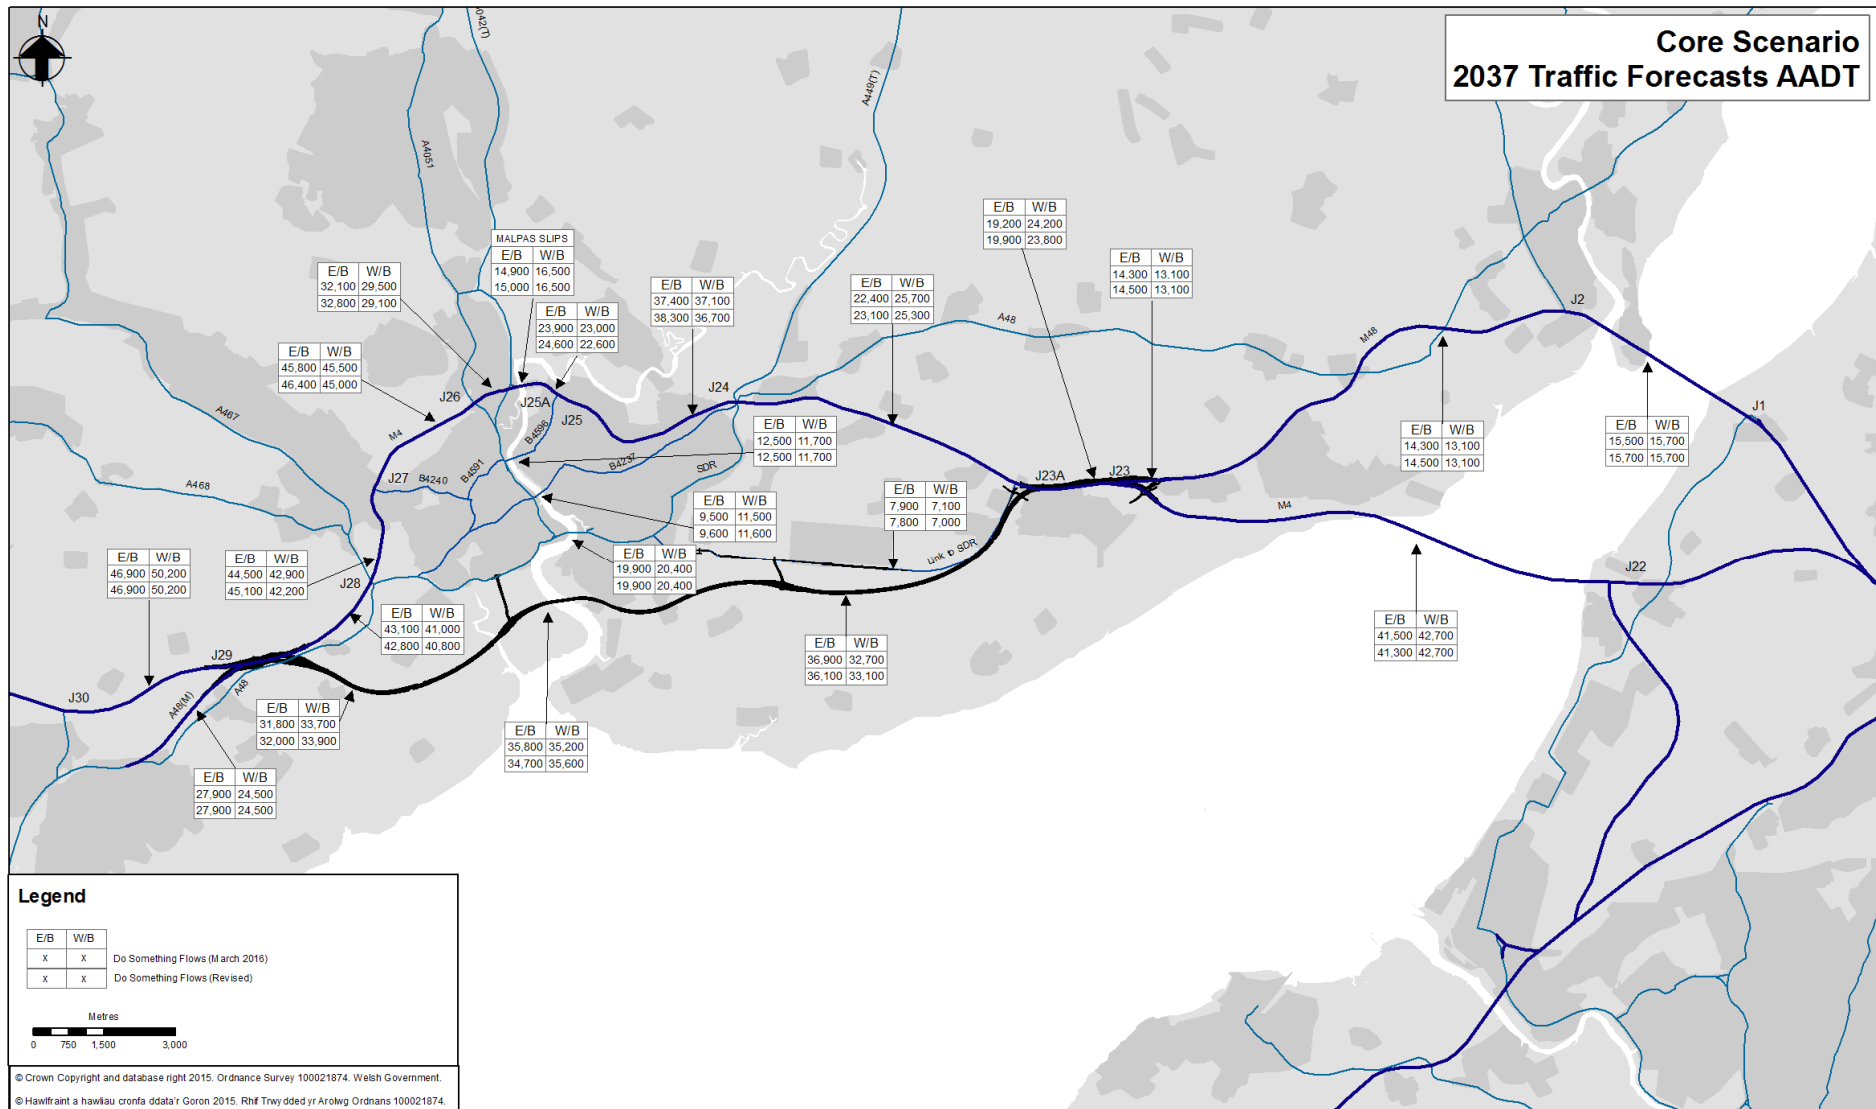 N
Core Scenario
2037 Traffic Forecasts AADT
A4051
A449(T)
E/B W/B
19,200 24,200
19,900 23,800
MALPAS SLIPS
E/B W/B
14,900 16,500
15,000 16,500
E/B W/B
14,300 13,100
14,500 13,100
E/B W/B
32,100 29,500
32,800 29,100
E/B W/B
37,400 37,100
38,300 36,700
E/B W/B
22,400 25,700
23,100 25,300
E/B W/B
23,900 23,000
24,600 22,600
A48
J2
M48
E/B W/B
45,800 45,500
46,400 45,000
J26
J25A
J25
J24
J1
A467
M4
B4596
E/B W/B
12,500 11,700
12,500 11,700
E/B W/B
14,300 13,100
14,500 13,100
E/B W/B
15,500 15,700
15,700 15,700
B4237
SDR
B4591
J27
B4240
J23A
J23
A468
M4
E/B W/B
9,500 11,500
9,600 11,600
E/B W/B
7,900 7,100
7,800 7,000
Link to SDR
E/B W/B
46,900 50,200
46,900 50,200
E/B W/B
44,500 42,900
45,100 42,200
J28
E/B W/B
19,900 20,400
19,900 20,400
J22
E/B W/B
43,100 41,000
42,800 40,800
E/B W/B
36,900 32,700
36,100 33,100
E/B W/B
41,500 42,700
41,300 42,700
J29
J30
A48(M)
A48
E/B W/B
31,800 33,700
32,000 33,900
E/B W/B
35,800 35,200
34,700 35,600
E/B W/B
27,900 24,500
27,900 24,500
Legend
E/B W/B
x x Do Something Flows (March 2016)
x x Do Something Flows (Revised)
Metres
0 750 1,500 3,000
© Crown Copyright and database right 2015. Ordnance Survey 100021874. Welsh Government.
© Hawlfraint a hawliau cronfa ddata'r Goron 2015. Rhif Trwydded yr Arolwg Ordnans 100021874.